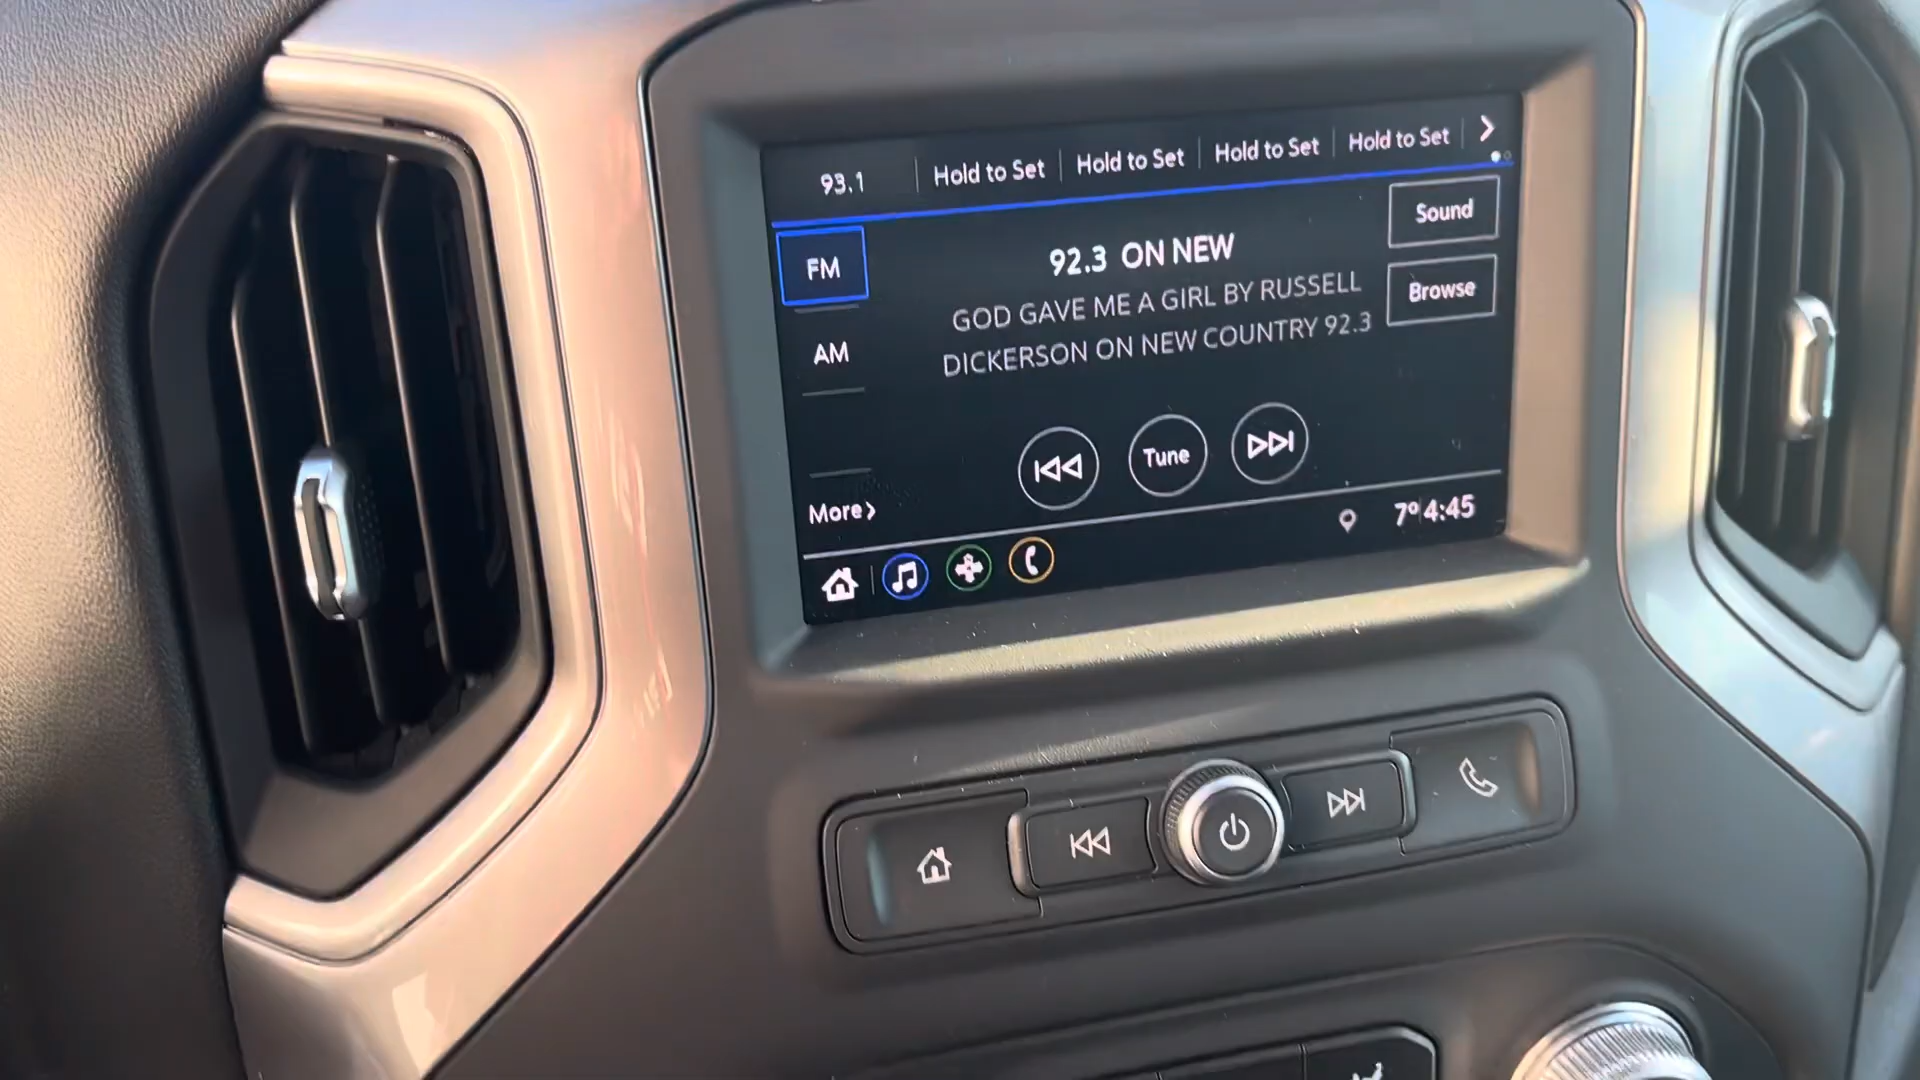 93.1 Hold to Set Hold to Set Hold to Set Hold to Set
Sound
FM
92.3 ON NEW
Browse
GOD GAVE ME A GIRL BY RUSSELL
DICKERSON ON NEW COUNTRY 92.3
AM
Tune
More
7° 4:45